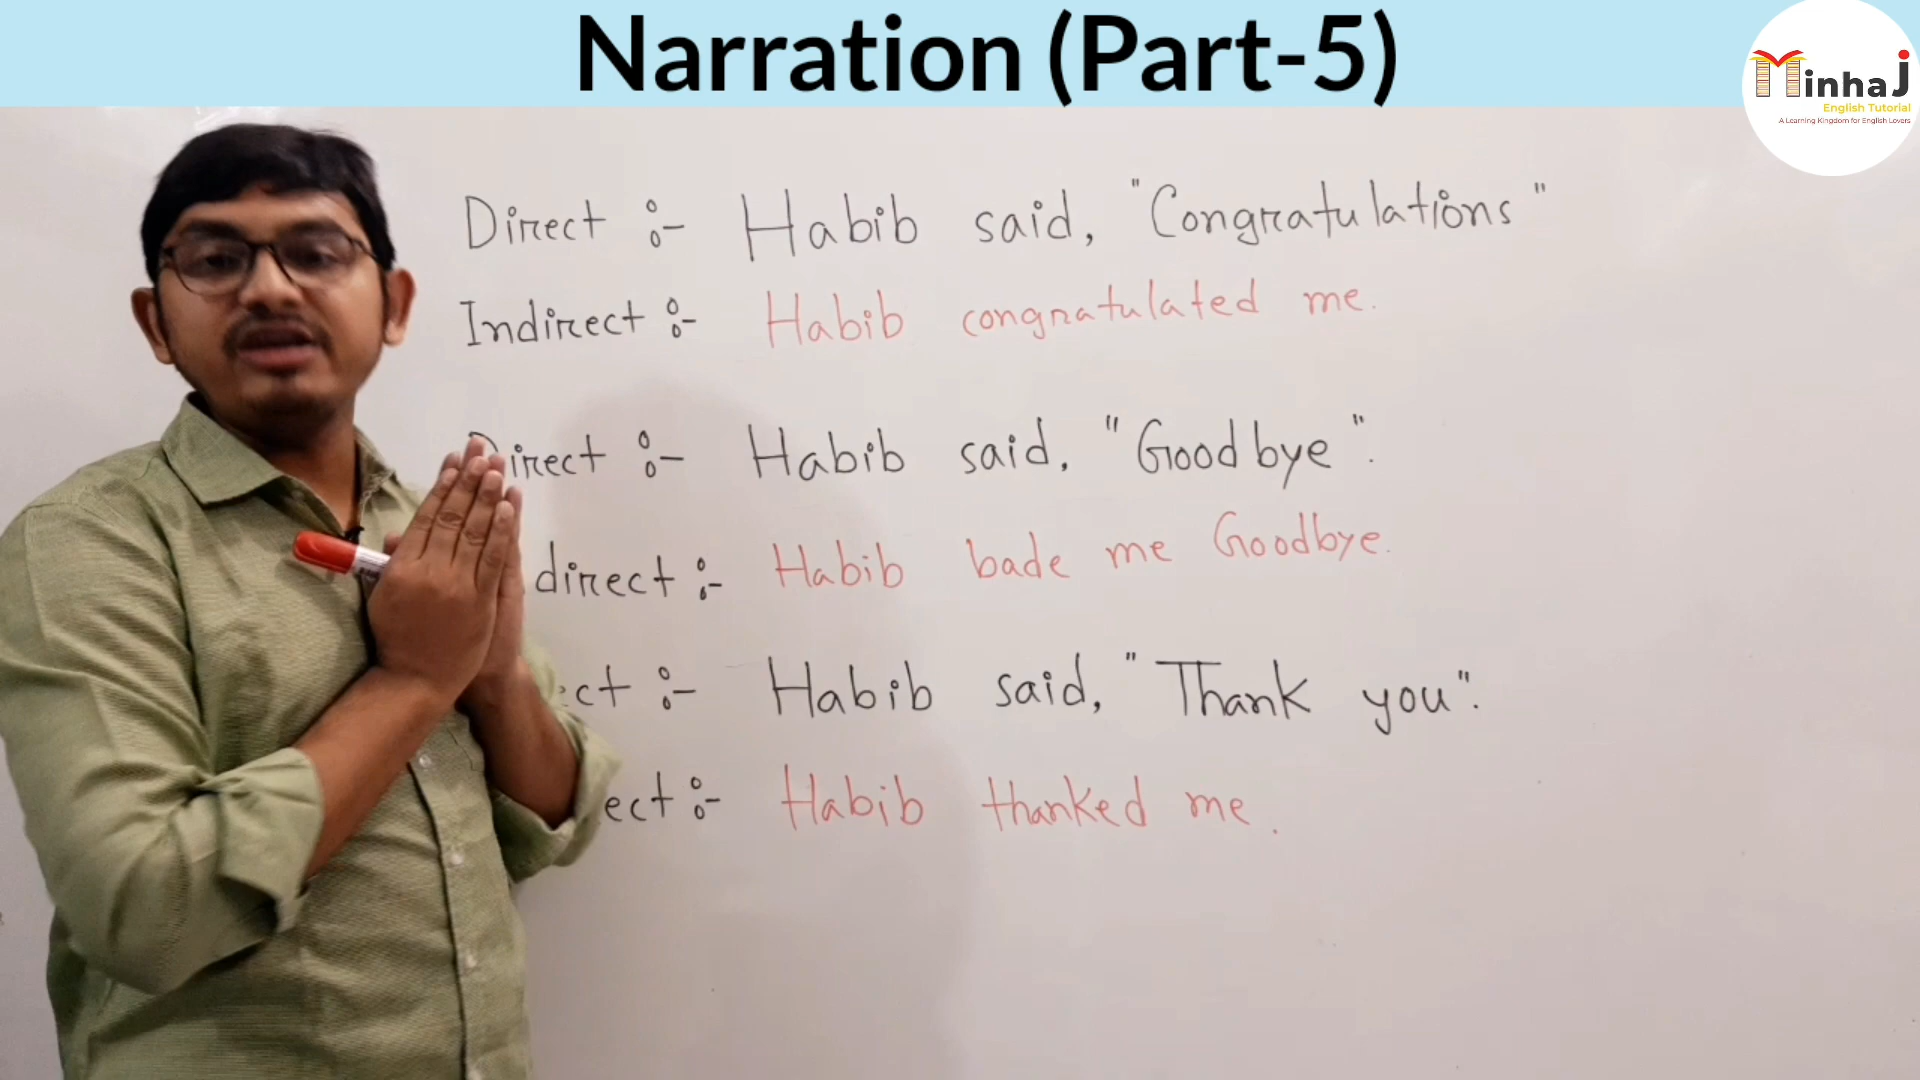 Narration (Part-5)
Minhaj
English Tutorial
A Learning Kingdom for English Lovers
Direct :- Habib said, "Congratulations"
Indirect :- Habib congratulated me.
Direct :- Habib said, "Goodbye".
direct :- Habib bade me Goodbye.
ect :- Habib said, "Thank you".
ect :- Habib thanked me.